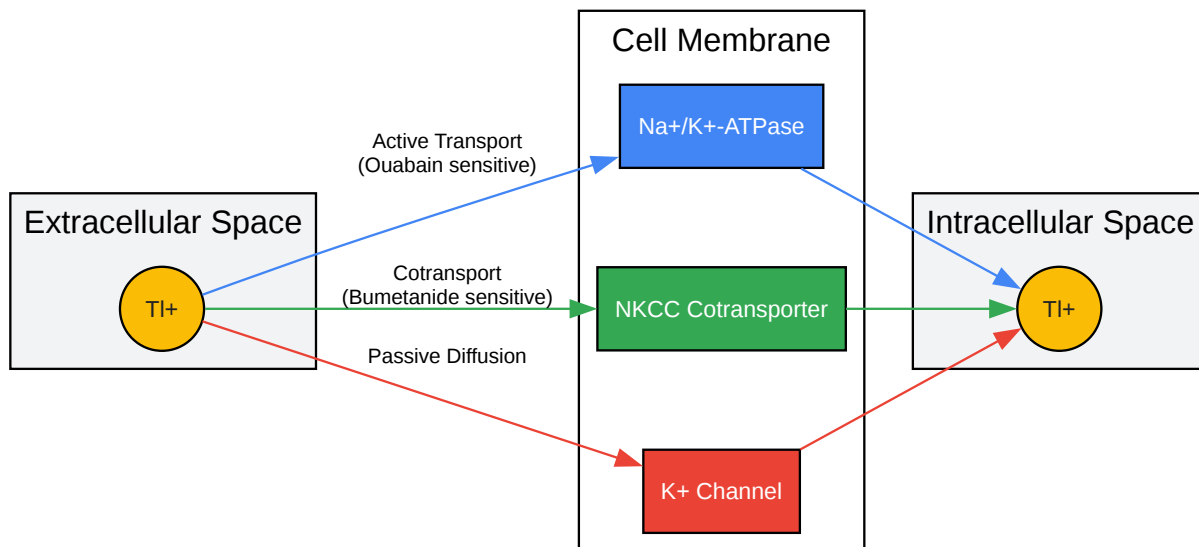 Cell Membrane
Na+/K+-ATPase
Active Transport
(Ouabain sensitive)
Extracellular Space
Intracellular Space
Tl+
Cotransport
(Bumetanide sensitive)
NKCC Cotransporter
Tl+
Passive Diffusion
K+ Channel